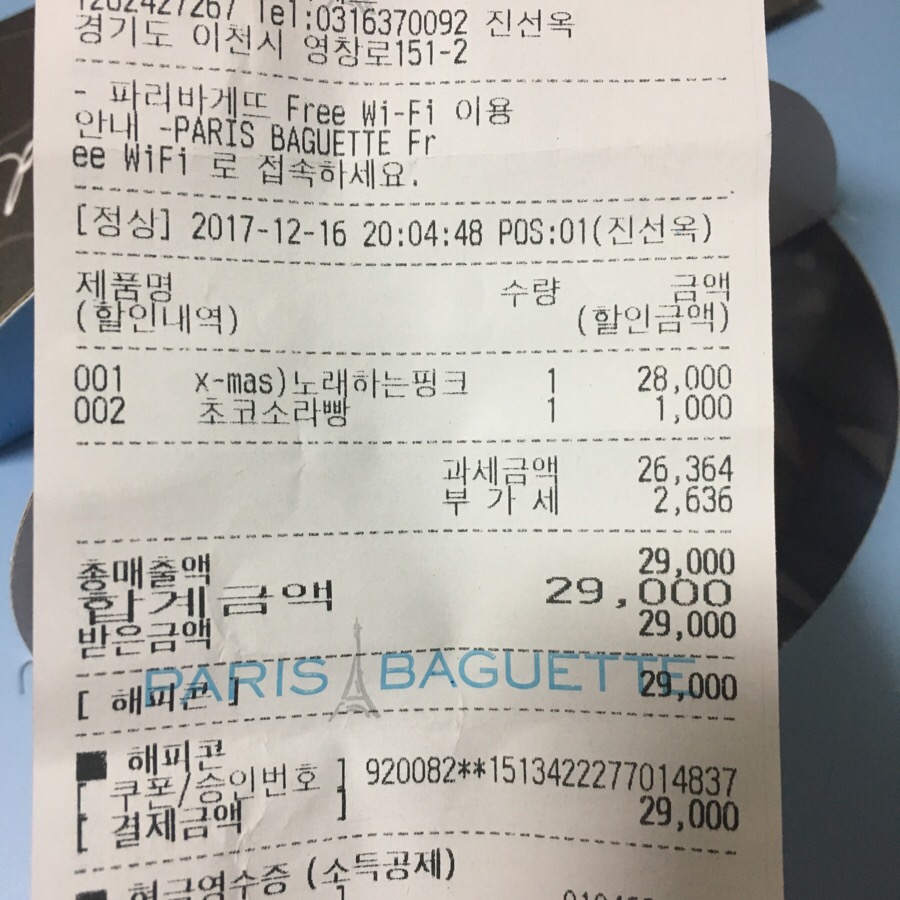 1262427267 Tel:0316370092 진선옥
경기도 이천시 영창로151-2
- 파리바게뜨 Free Wi-Fi 이용
안내 -PARIS BAGUETTE Fr
ee WiFi 로 접속하세요.
[정상] 2017-12-16 20:04:48 POS:01(진선옥)
제품명 수량 금액
(할인내역) (할인금액)
001 x-mas)노래하는핑크 1 28,000
002 초코소라빵 1 1,000
과세금액 26,364
부 가 세 2,636
총매출액 29,000
합계금액 29,000
받은금액 29,000
PARIS BAGUETTE
[ 해피콘 ] 29,000
■ 해피콘
[ 쿠폰/승인번호 ] 920082**1513422277014837
[ 결제금액 ] 29,000
■ 현금영수증 (소득공제)